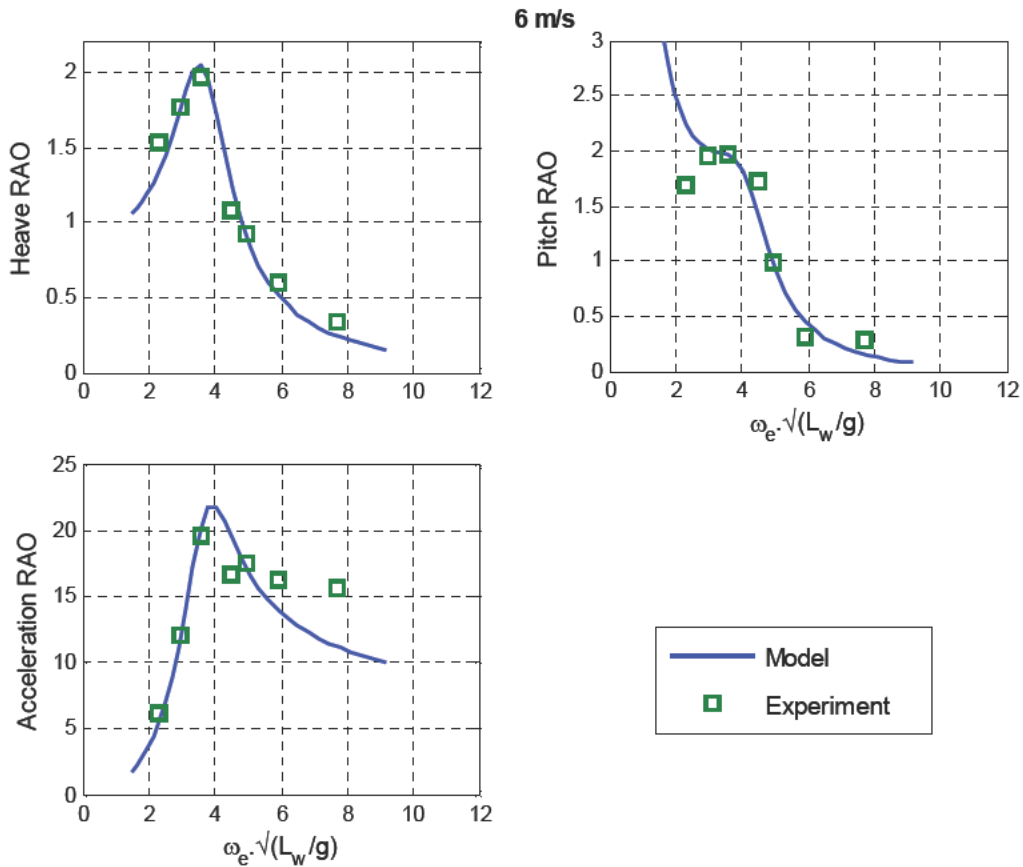 6 m/s
Heave RAO
2
1.5
1
0.5
0
0 2 4 6 8 10 12
Pitch RAO
3
2.5
2
1.5
1
0.5
0
0 2 4 6 8 10 12
ωe.√(Lw/g)
Acceleration RAO
25
20
15
10
5
0
0 2 4 6 8 10 12
ωe.√(Lw/g)
Model
Experiment